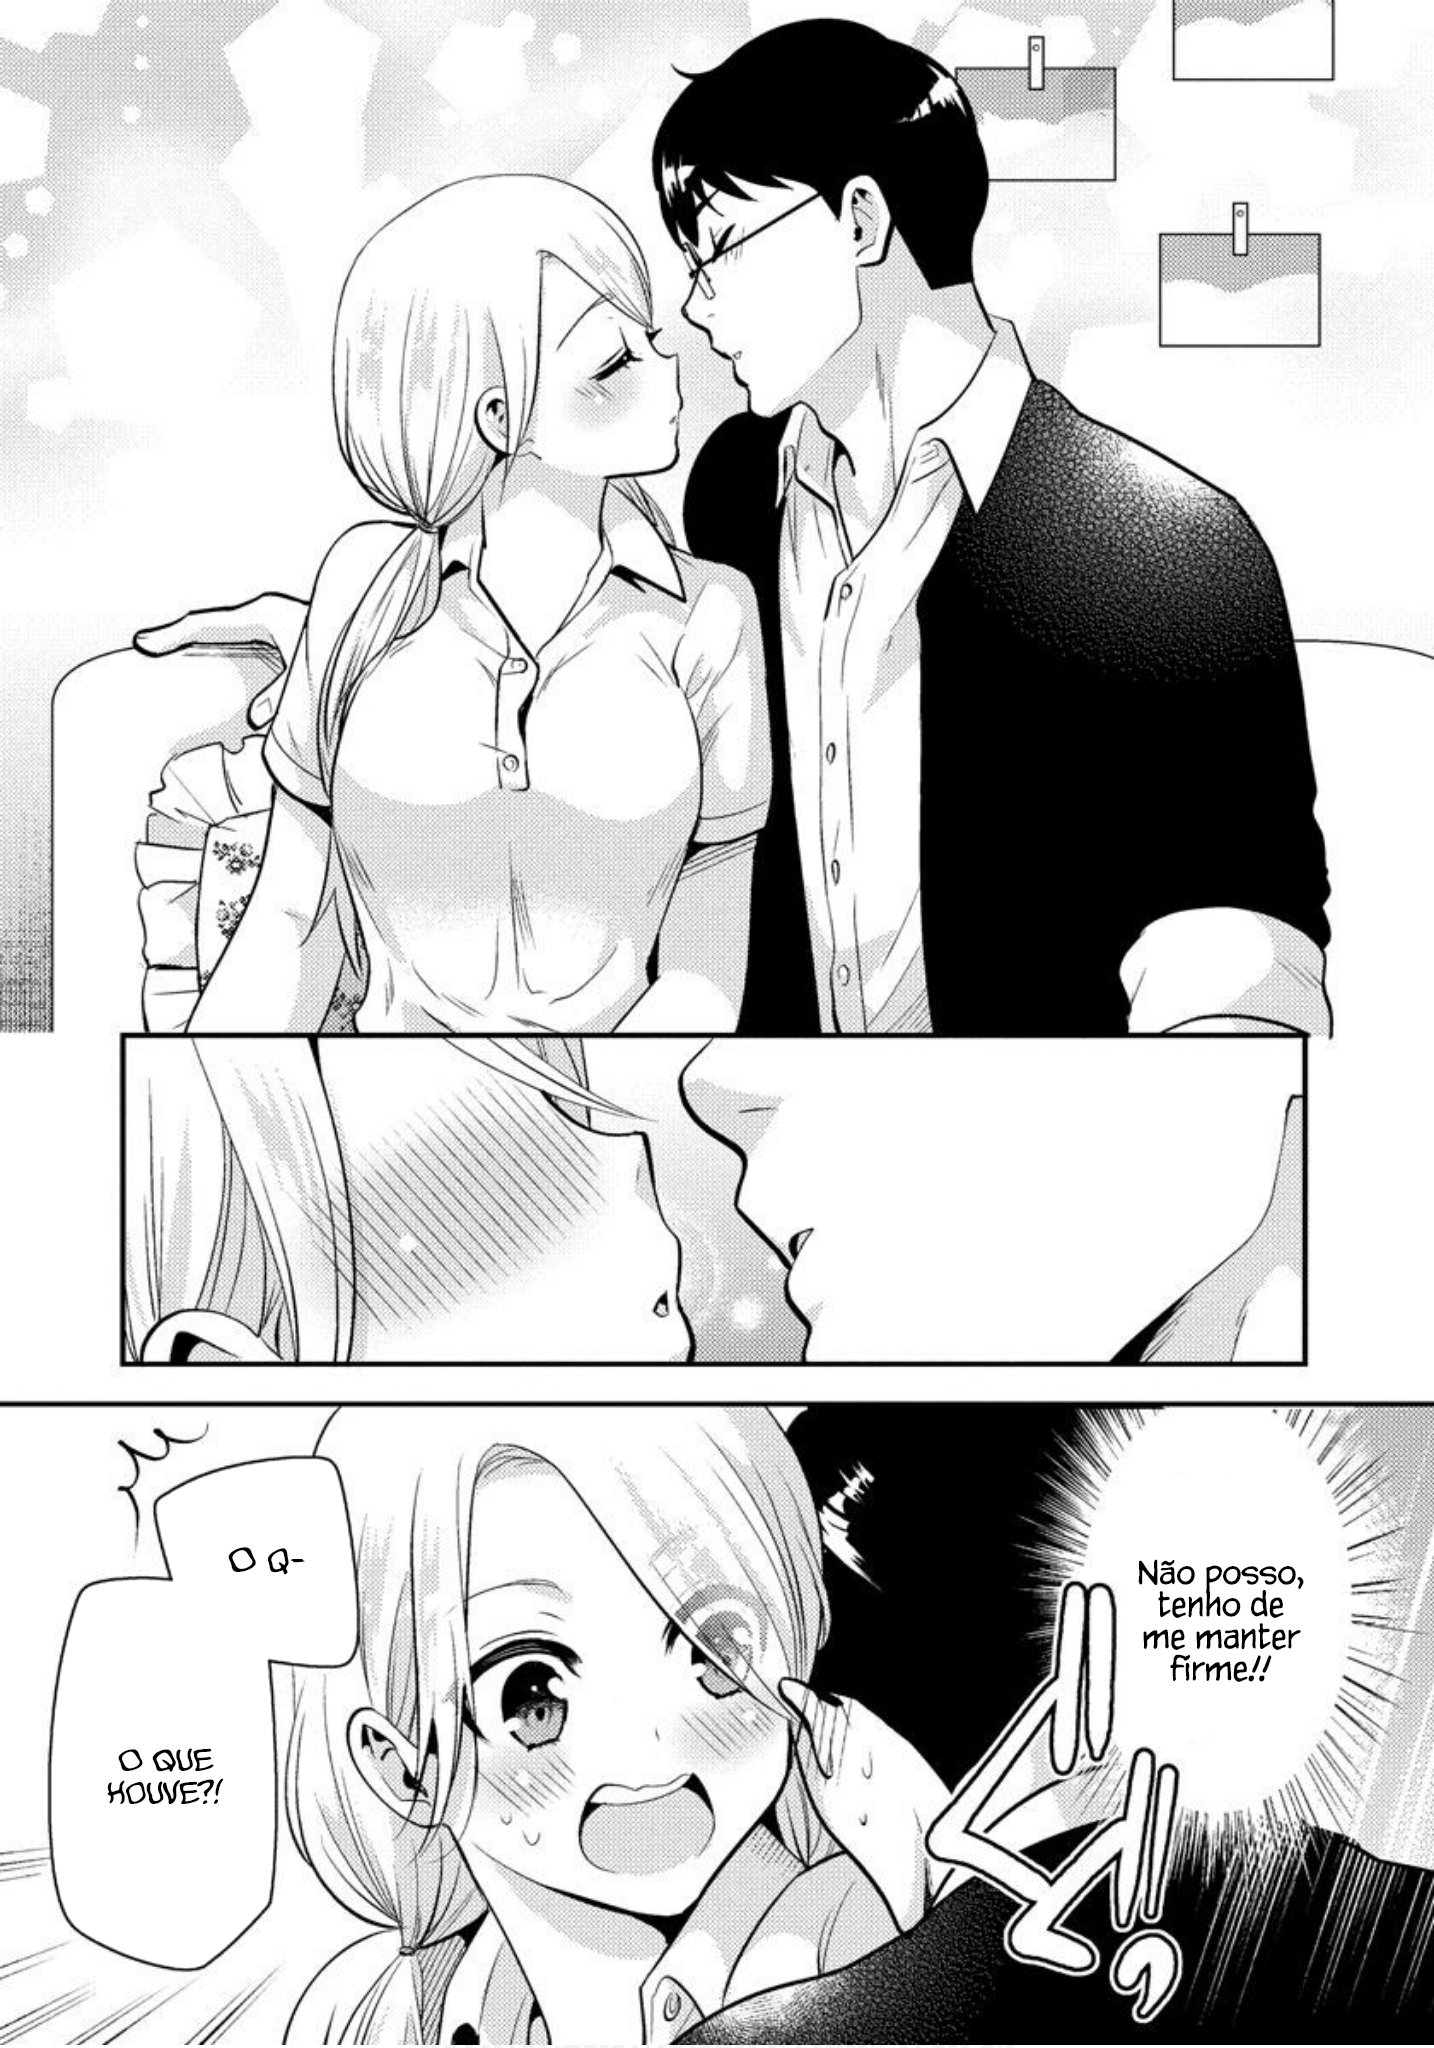 Não posso,
tenho de
me manter
firme!!
O Q-
O QUE
HOUVE?!